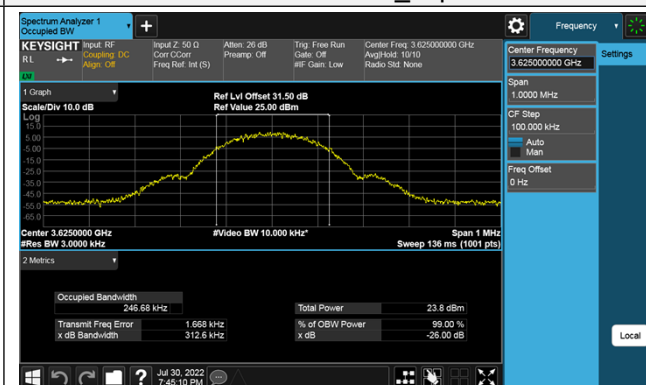 Spectrum Analyzer 1
Occupied BW
+
Frequency
KEYSIGHT
RL
Input: RF
Coupling: DC
Align: Off
Input Z: 50 Ω
Corr CCorr
Freq Ref: Int (S)
Atten: 26 dB
Preamp: Off
Trig: Free Run
Gate: Off
#IF Gain: Low
Center Freq: 3.625000000 GHz
Avg|Hold: 10/10
Radio Std: None
1 Graph
Scale/Div 10.0 dB
Ref Lvl Offset 31.50 dB
Ref Value 25.00 dBm
Log
15.0
5.00
-5.00
-15.0
-25.0
-35.0
-45.0
-55.0
-65.0
Center 3.6250000 GHz
#Res BW 3.0000 kHz
#Video BW 10.000 kHz*
Span 1 MHz
Sweep 136 ms (1001 pts)
2 Metrics
Occupied Bandwidth
246.68 kHz
Total Power 23.8 dBm
Transmit Freq Error 1.668 kHz
% of OBW Power 99.00 %
x dB Bandwidth 312.6 kHz
x dB -26.00 dB
Jul 30, 2022
7:45:10 PM
?
Center Frequency
3.625000000 GHz
Settings
Span
1.0000 MHz
CF Step
100.000 kHz
Auto
Man
Freq Offset
0 Hz
Local